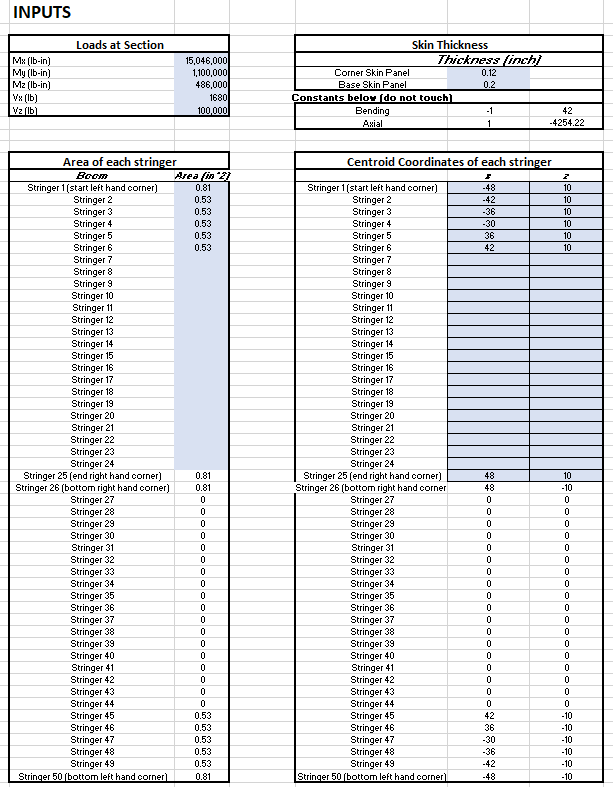 INPUTS
Loads at Section
Mx (lb-in) 15,046,000
My (lb-in) 1,100,000
Mz (lb-in) 486,000
Vx (lb) 1680
Vz (lb) 100,000
Skin Thickness
Thickness (inch)
Corner Skin Panel 0.12
Base Skin Panel 0.2
Constants below (do not touch)
Bending -1 42
Axial 1 -4254.22
Area of each stringer
Boom Area (in^2)
Stringer 1 (start left hand corner) 0.81
Stringer 2 0.53
Stringer 3 0.53
Stringer 4 0.53
Stringer 5 0.53
Stringer 6 0.53
Stringer 7
Stringer 8
Stringer 9
Stringer 10
Stringer 11
Stringer 12
Stringer 13
Stringer 14
Stringer 15
Stringer 16
Stringer 17
Stringer 18
Stringer 19
Stringer 20
Stringer 21
Stringer 22
Stringer 23
Stringer 24
Stringer 25 (end right hand corner) 0.81
Stringer 26 (bottom right hand corner) 0.81
Stringer 27 0
Stringer 28 0
Stringer 29 0
Stringer 30 0
Stringer 31 0
Stringer 32 0
Stringer 33 0
Stringer 34 0
Stringer 35 0
Stringer 36 0
Stringer 37 0
Stringer 38 0
Stringer 39 0
Stringer 40 0
Stringer 41 0
Stringer 42 0
Stringer 43 0
Stringer 44 0
Stringer 45 0.53
Stringer 46 0.53
Stringer 47 0.53
Stringer 48 0.53
Stringer 49 0.53
Stringer 50 (bottom left hand corner) 0.81
Centroid Coordinates of each stringer
x z
Stringer 1 (start left hand corner) -48 10
Stringer 2 -42 10
Stringer 3 -36 10
Stringer 4 -30 10
Stringer 5 36 10
Stringer 6 42 10
Stringer 7
Stringer 8
Stringer 9
Stringer 10
Stringer 11
Stringer 12
Stringer 13
Stringer 14
Stringer 15
Stringer 16
Stringer 17
Stringer 18
Stringer 19
Stringer 20
Stringer 21
Stringer 22
Stringer 23
Stringer 24
Stringer 25 (end right hand corner) 48 10
Stringer 26 (bottom right hand corner 48 -10
Stringer 27 0 0
Stringer 28 0 0
Stringer 29 0 0
Stringer 30 0 0
Stringer 31 0 0
Stringer 32 0 0
Stringer 33 0 0
Stringer 34 0 0
Stringer 35 0 0
Stringer 36 0 0
Stringer 37 0 0
Stringer 38 0 0
Stringer 39 0 0
Stringer 40 0 0
Stringer 41 0 0
Stringer 42 0 0
Stringer 43 0 0
Stringer 44 0 0
Stringer 45 42 -10
Stringer 46 36 -10
Stringer 47 -30 -10
Stringer 48 -36 -10
Stringer 49 -42 -10
Stringer 50 (bottom left hand corner) -48 -10